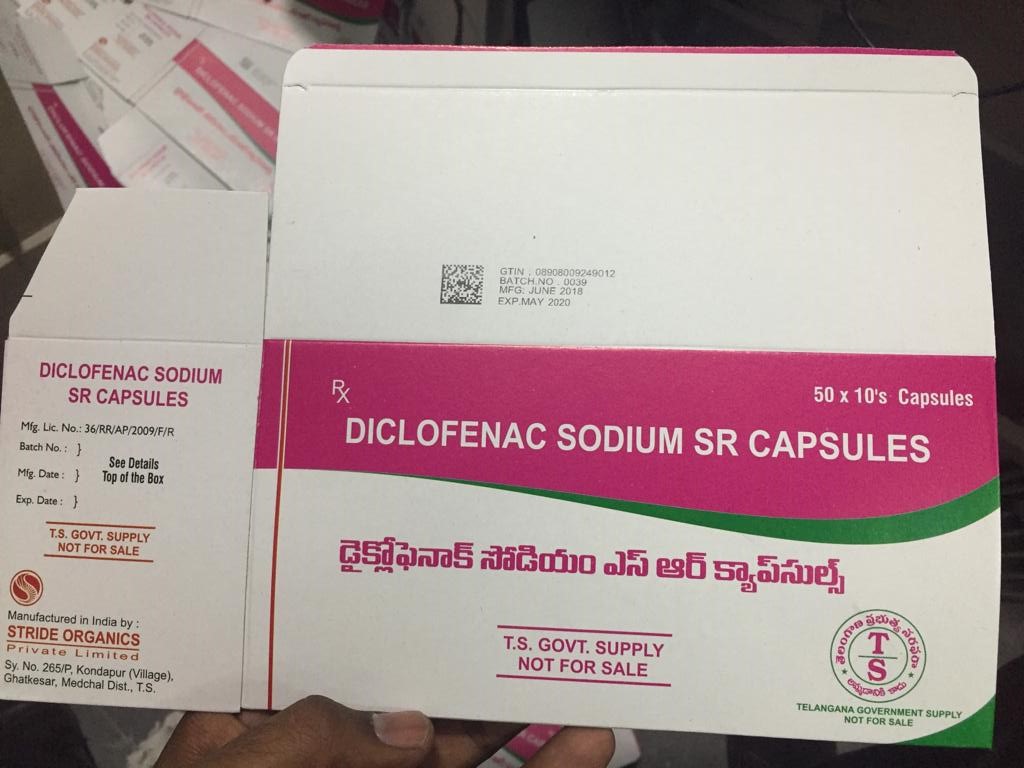 GTIN . 08908009249012
BATCH.NO . 0039
MFG: JUNE 2018
EXP.MAY 2020
Rx
50 x 10's Capsules
DICLOFENAC SODIUM SR CAPSULES
డైక్లోఫెనాక్ సోడియం ఎస్ ఆర్ క్యాప్‌సుల్స్
T.S. GOVT. SUPPLY
NOT FOR SALE
తెలంగాణ ప్రభుత్వ సరఫరా
T
S
అమ్మడానికి కాదు
TELANGANA GOVERNMENT SUPPLY
NOT FOR SALE
DICLOFENAC SODIUM
SR CAPSULES
Mfg. Lic. No.: 36/RR/AP/2009/F/R
Batch No. : }
Mfg. Date : }
Exp. Date : }
See Details
Top of the Box
T.S. GOVT. SUPPLY
NOT FOR SALE
Manufactured in India by :
STRIDE ORGANICS
Private Limited
Sy. No. 265/P, Kondapur (Village),
Ghatkesar, Medchal Dist., T.S.